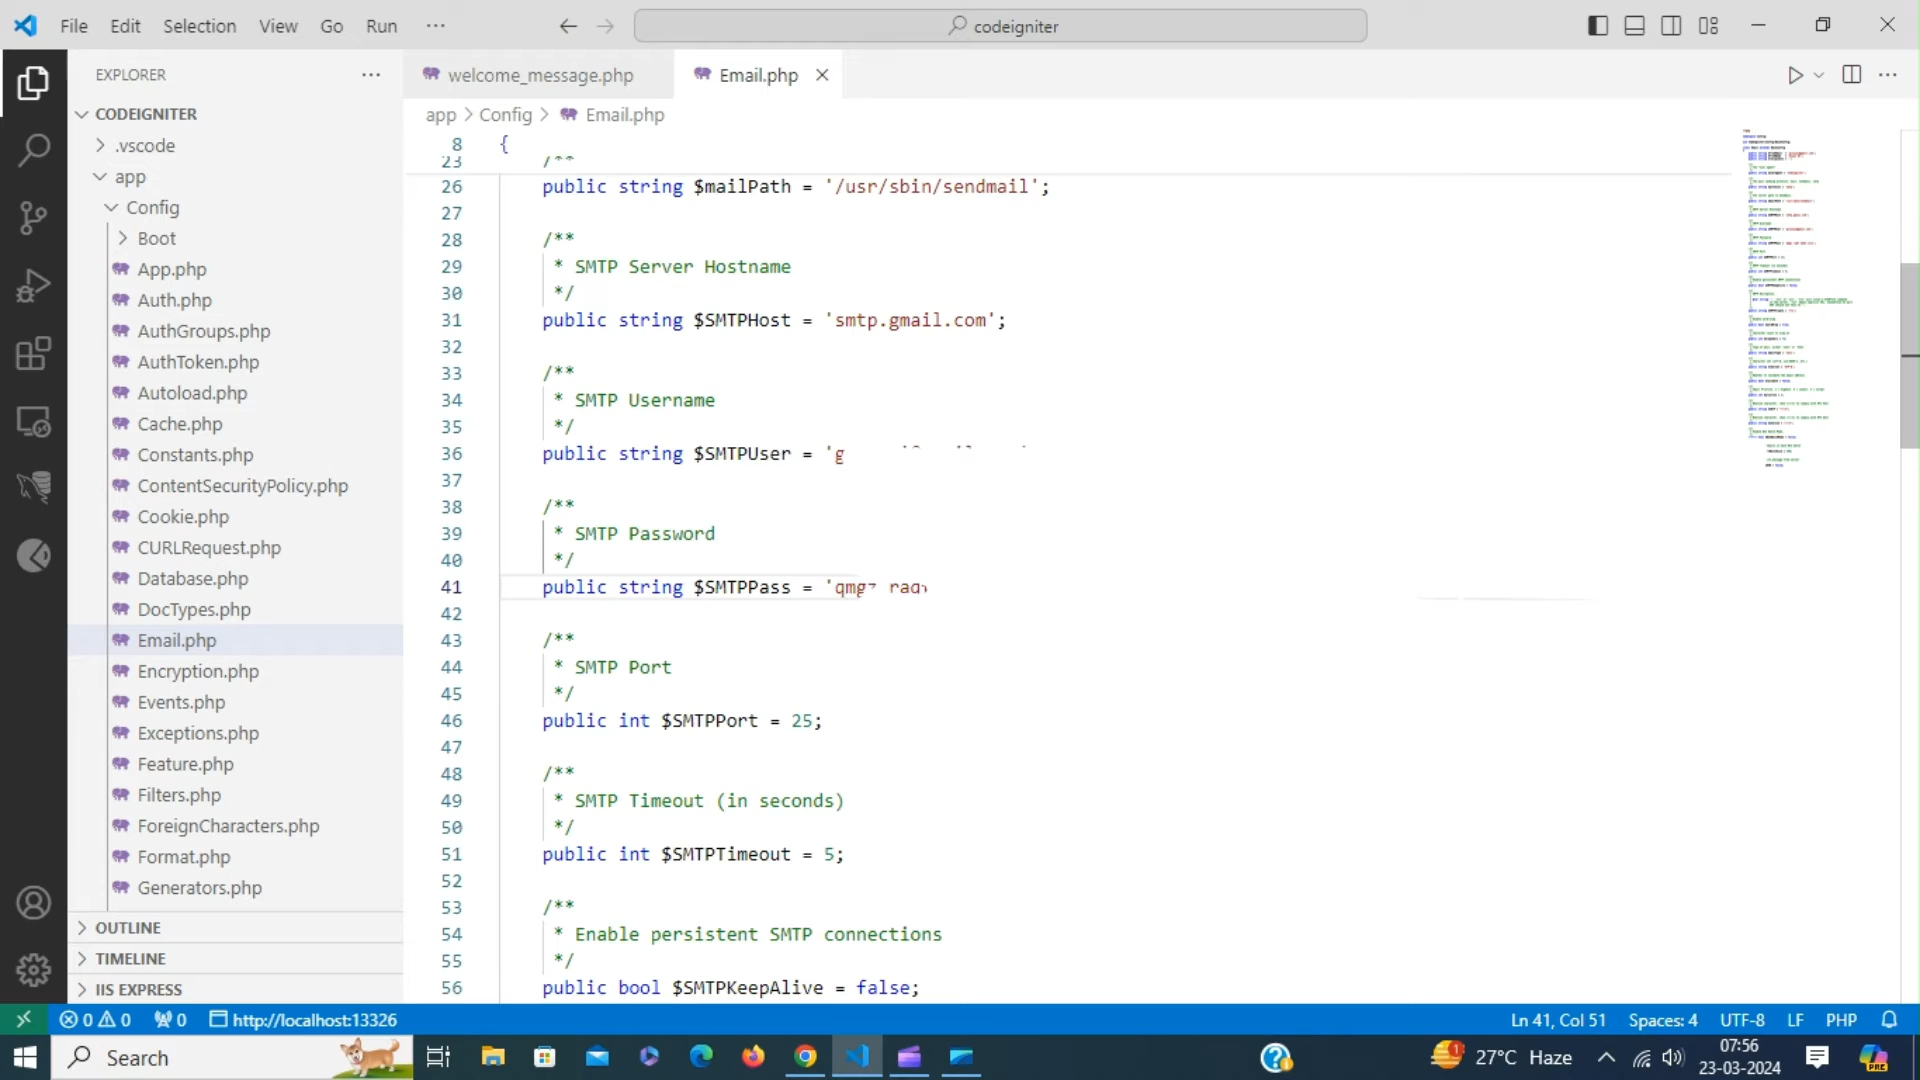 File Edit Selection View Go Run ··· codeigniter
EXPLORER ···
welcome_message.php Email.php
app > Config > Email.php
CODEIGNITER
.vscode
app
Config
Boot
App.php
Auth.php
AuthGroups.php
AuthToken.php
Autoload.php
Cache.php
Constants.php
ContentSecurityPolicy.php
Cookie.php
CURLRequest.php
Database.php
DocTypes.php
Email.php
Encryption.php
Events.php
Exceptions.php
Feature.php
Filters.php
ForeignCharacters.php
Format.php
Generators.php
OUTLINE
TIMELINE
IIS EXPRESS
8 {
23 /**
26 public string $mailPath = '/usr/sbin/sendmail';
27
28 /**
29 * SMTP Server Hostname
30 */
31 public string $SMTPHost = 'smtp.gmail.com';
32
33 /**
34 * SMTP Username
35 */
36 public string $SMTPUser = 'g
37
38 /**
39 * SMTP Password
40 */
41 public string $SMTPPass = '
42
43 /**
44 * SMTP Port
45 */
46 public int $SMTPPort = 25;
47
48 /**
49 * SMTP Timeout (in seconds)
50 */
51 public int $SMTPTimeout = 5;
52
53 /**
54 * Enable persistent SMTP connections
55 */
56 public bool $SMTPKeepAlive = false;
0 0 0 http://localhost:13326 Ln 41, Col 51 Spaces: 4 UTF-8 LF PHP
Search 27°C Haze 07:56
23-03-2024
PRE